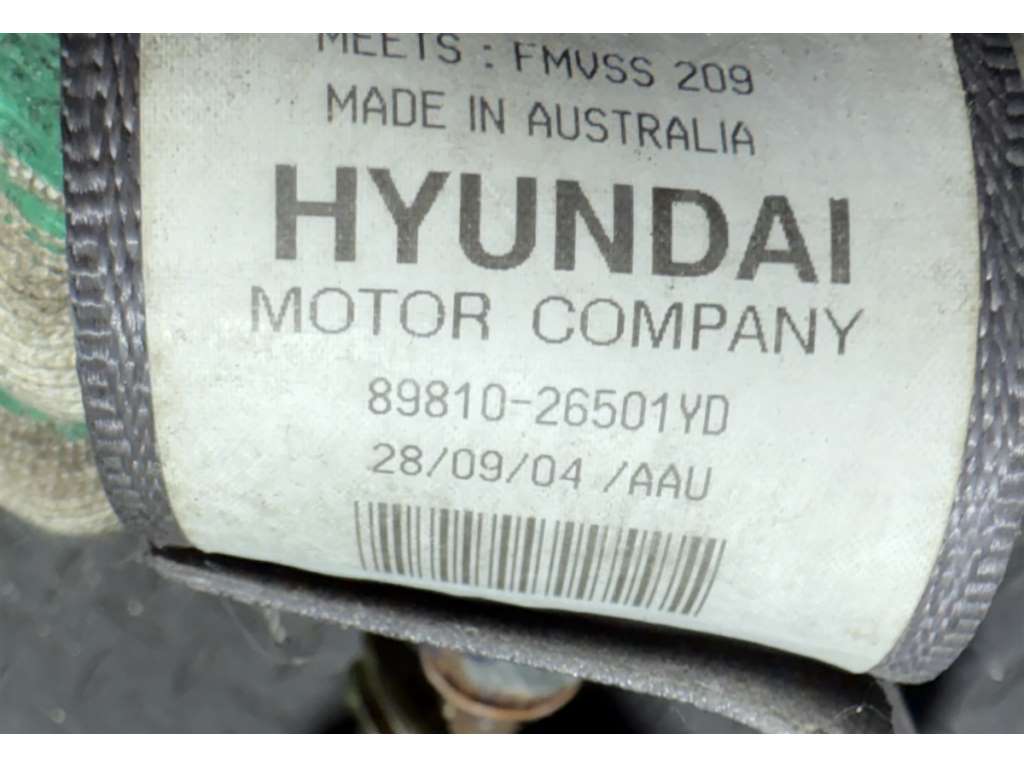 MEETS : FMVSS 209
MADE IN AUSTRALIA
HYUNDAI
MOTOR COMPANY
89810-26501YD
28/09/04 /AAU